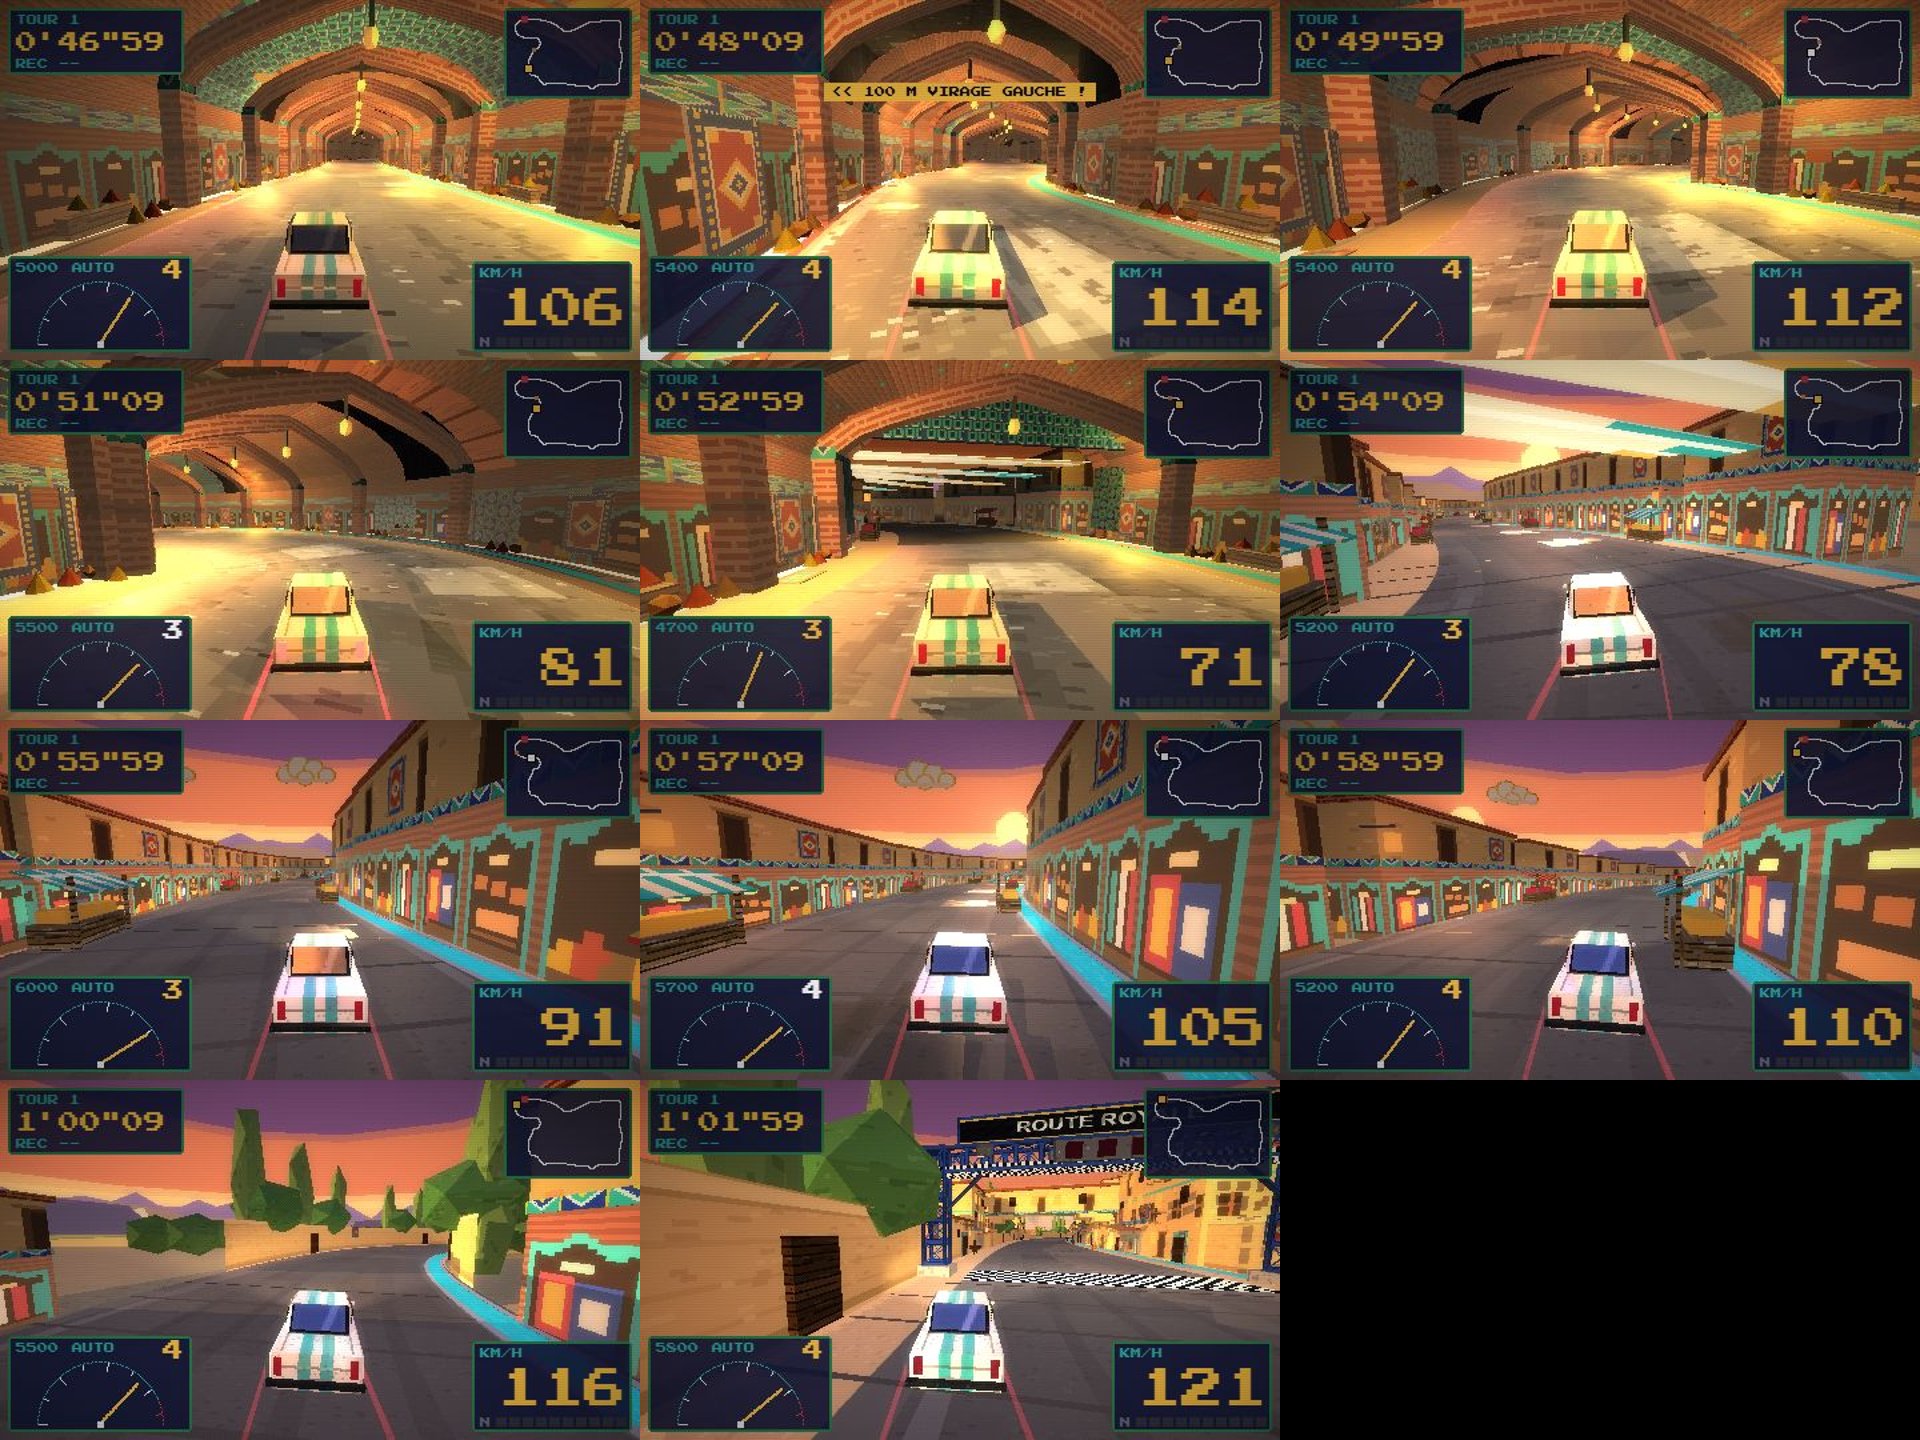 TOUR 1
0'46"59
REC --
5000 AUTO 4
KM/H
106
N
TOUR 1
0'48"09
REC --
<< 100 M VIRAGE GAUCHE !
5400 AUTO 4
KM/H
114
N
TOUR 1
0'49"59
REC --
5400 AUTO 4
KM/H
112
N
TOUR 1
0'51"09
REC --
5500 AUTO 3
KM/H
81
N
TOUR 1
0'52"59
REC --
4700 AUTO 3
KM/H
71
N
TOUR 1
0'54"09
REC --
5200 AUTO 3
KM/H
78
N
TOUR 1
0'55"59
REC --
6000 AUTO 3
KM/H
91
N
TOUR 1
0'57"09
REC --
5700 AUTO 4
KM/H
105
N
TOUR 1
0'58"59
REC --
5200 AUTO 4
KM/H
110
N
TOUR 1
1'00"09
REC --
5500 AUTO 4
KM/H
116
N
TOUR 1
1'01"59
REC --
ROUTE ROY
5800 AUTO 4
KM/H
121
N